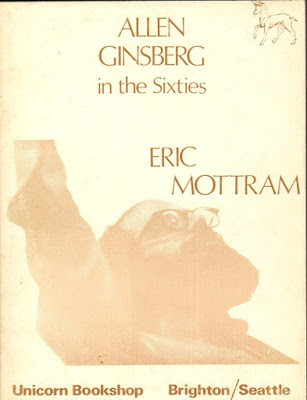 ALLEN
GINSBERG
in the Sixties
ERIC
MOTTRAM
Unicorn Bookshop Brighton/Seattle